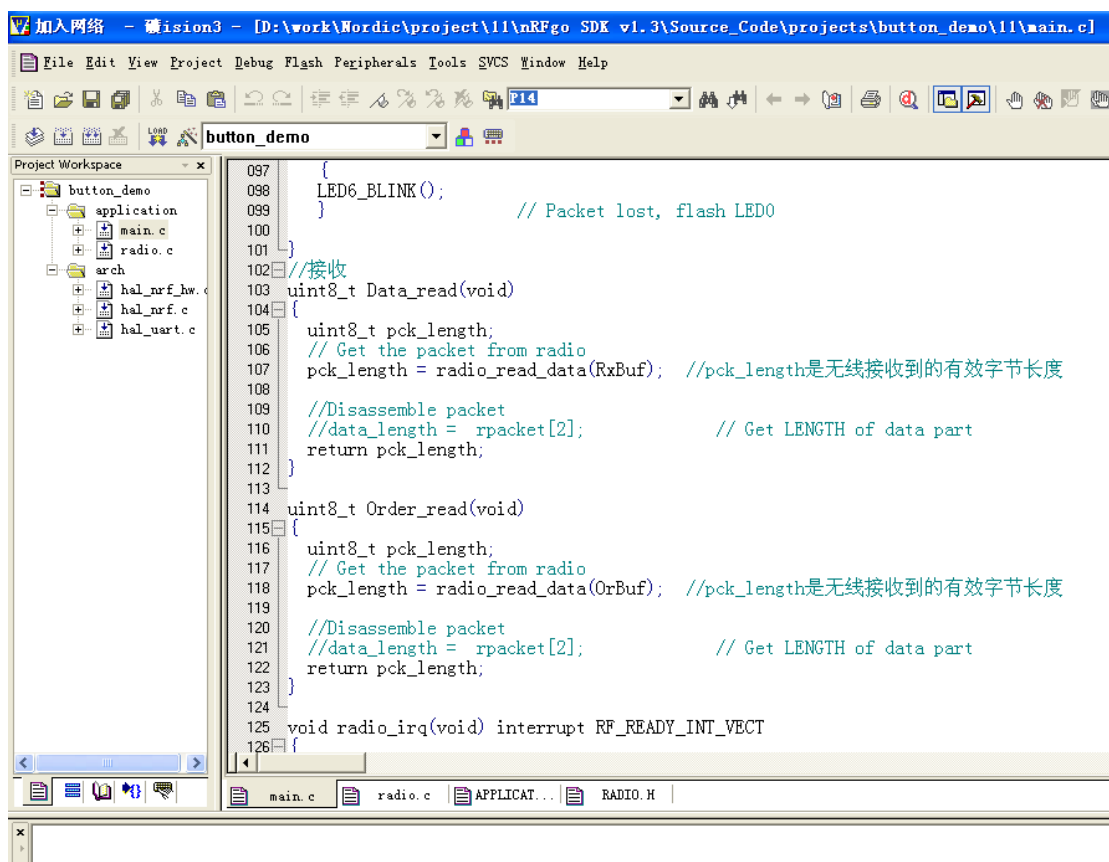 加入网络 - 礦ision3 - [D:\work\Nordic\project\11\nRFgo SDK v1.3\Source_Code\projects\button_demo\11\main.c]
File Edit View Project Debug Flash Peripherals Tools SVCS Window Help
P14
LOAD button_demo
Project Workspace
button_demo
application
main.c
radio.c
arch
hal_nrf_hw.c
hal_nrf.c
hal_uart.c
097 {
098 LED6_BLINK();
099 } // Packet lost, flash LED0
100
101 }
102 //接收
103 uint8_t Data_read(void)
104 {
105 uint8_t pck_length;
106 // Get the packet from radio
107 pck_length = radio_read_data(RxBuf); //pck_length是无线接收到的有效字节长度
108
109 //Disassemble packet
110 //data_length = rpacket[2]; // Get LENGTH of data part
111 return pck_length;
112 }
113
114 uint8_t Order_read(void)
115 {
116 uint8_t pck_length;
117 // Get the packet from radio
118 pck_length = radio_read_data(OrBuf); //pck_length是无线接收到的有效字节长度
119
120 //Disassemble packet
121 //data_length = rpacket[2]; // Get LENGTH of data part
122 return pck_length;
123 }
124
125 void radio_irq(void) interrupt RF_READY_INT_VECT
126 {
main.c radio.c APPLICAT... RADIO.H